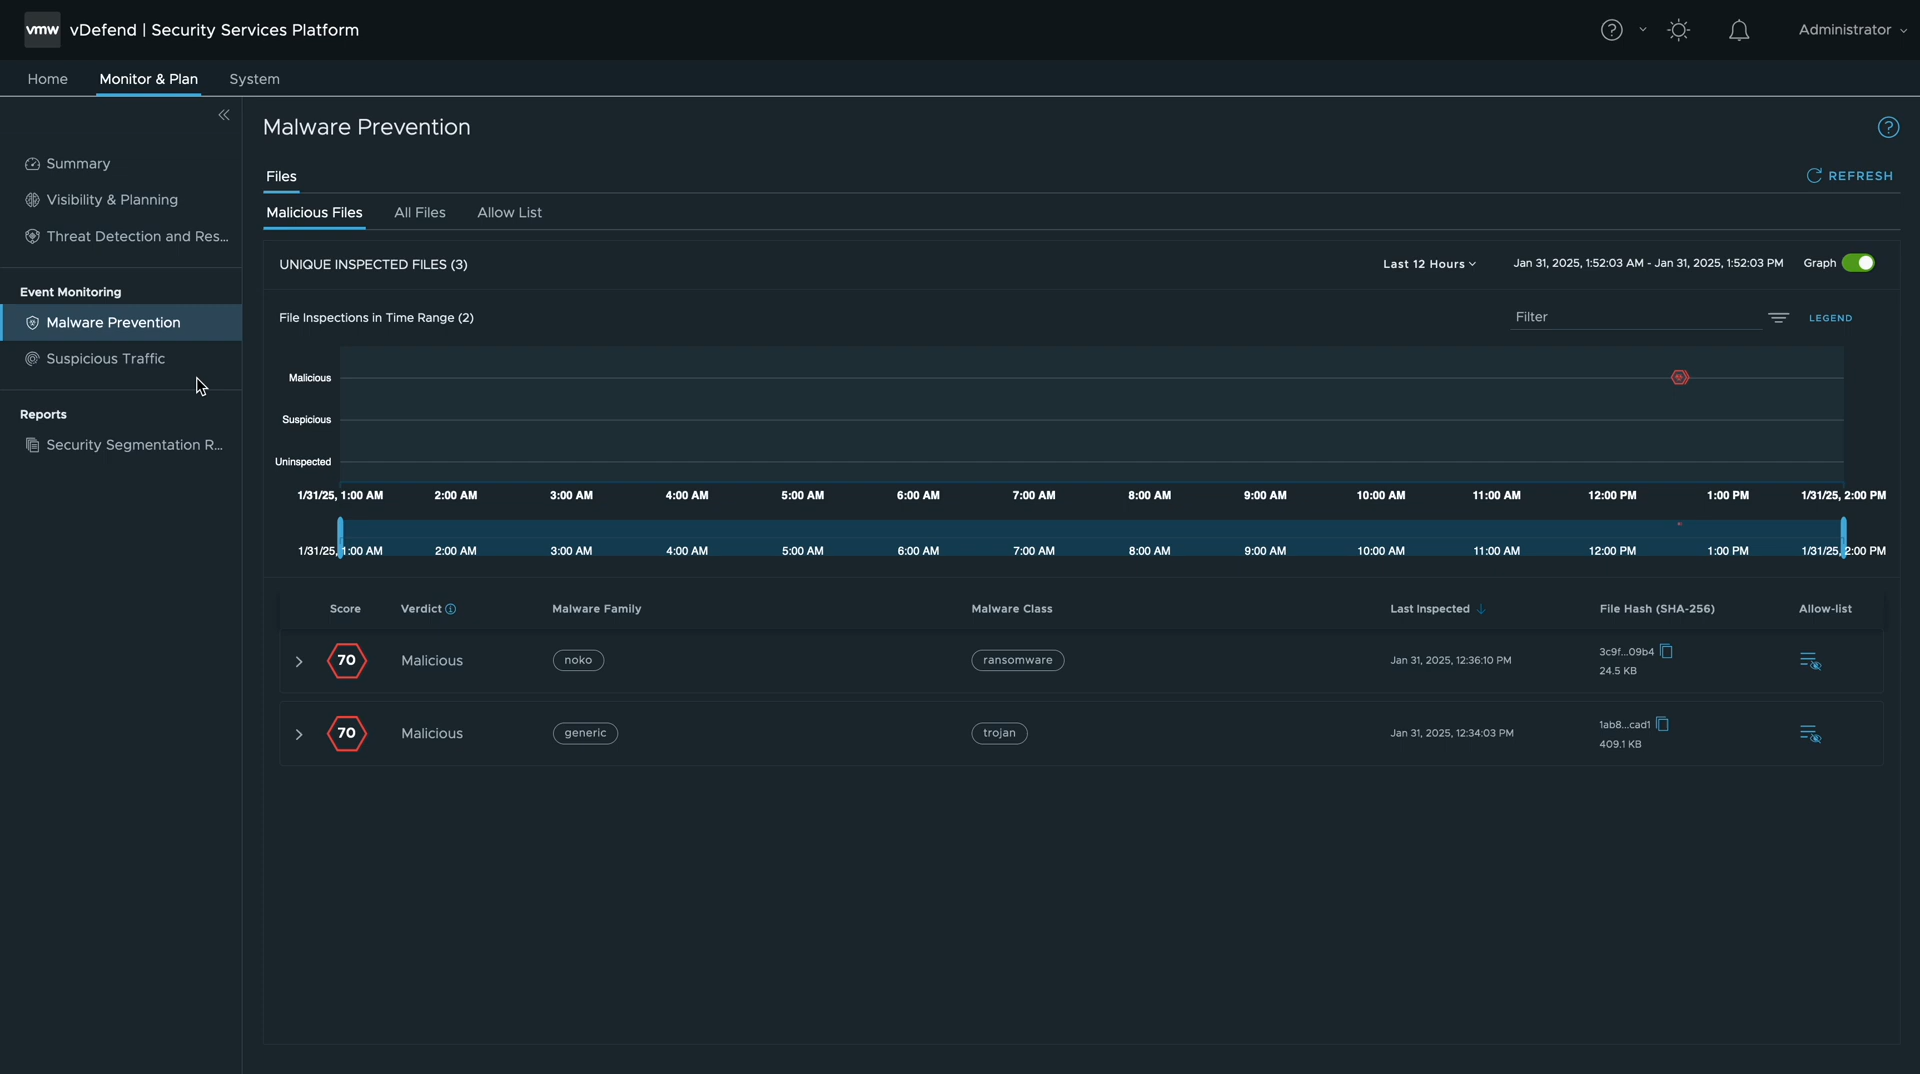 vmw vDefend | Security Services Platform
Administrator
Home Monitor & Plan System
Summary
Visibility & Planning
Threat Detection and Res...
Event Monitoring
Malware Prevention
Suspicious Traffic
Reports
Security Segmentation R...
Malware Prevention
Files
REFRESH
Malicious Files All Files Allow List
UNIQUE INSPECTED FILES (3)
Last 12 Hours Jan 31, 2025, 1:52:03 AM - Jan 31, 2025, 1:52:03 PM Graph
File Inspections in Time Range (2)
Filter LEGEND
Malicious
Suspicious
Uninspected
1/31/25, 1:00 AM 2:00 AM 3:00 AM 4:00 AM 5:00 AM 6:00 AM 7:00 AM 8:00 AM 9:00 AM 10:00 AM 11:00 AM 12:00 PM 1:00 PM 1/31/25, 2:00 PM
1/31/25, 1:00 AM 2:00 AM 3:00 AM 4:00 AM 5:00 AM 6:00 AM 7:00 AM 8:00 AM 9:00 AM 10:00 AM 11:00 AM 12:00 PM 1:00 PM 1/31/25, 2:00 PM
Score Verdict Malware Family Malware Class Last Inspected File Hash (SHA-256) Allow-list
70 Malicious noko ransomware Jan 31, 2025, 12:36:10 PM 3c9f...09b4
24.5 KB
70 Malicious generic trojan Jan 31, 2025, 12:34:03 PM 1ab8...cad1
409.1 KB